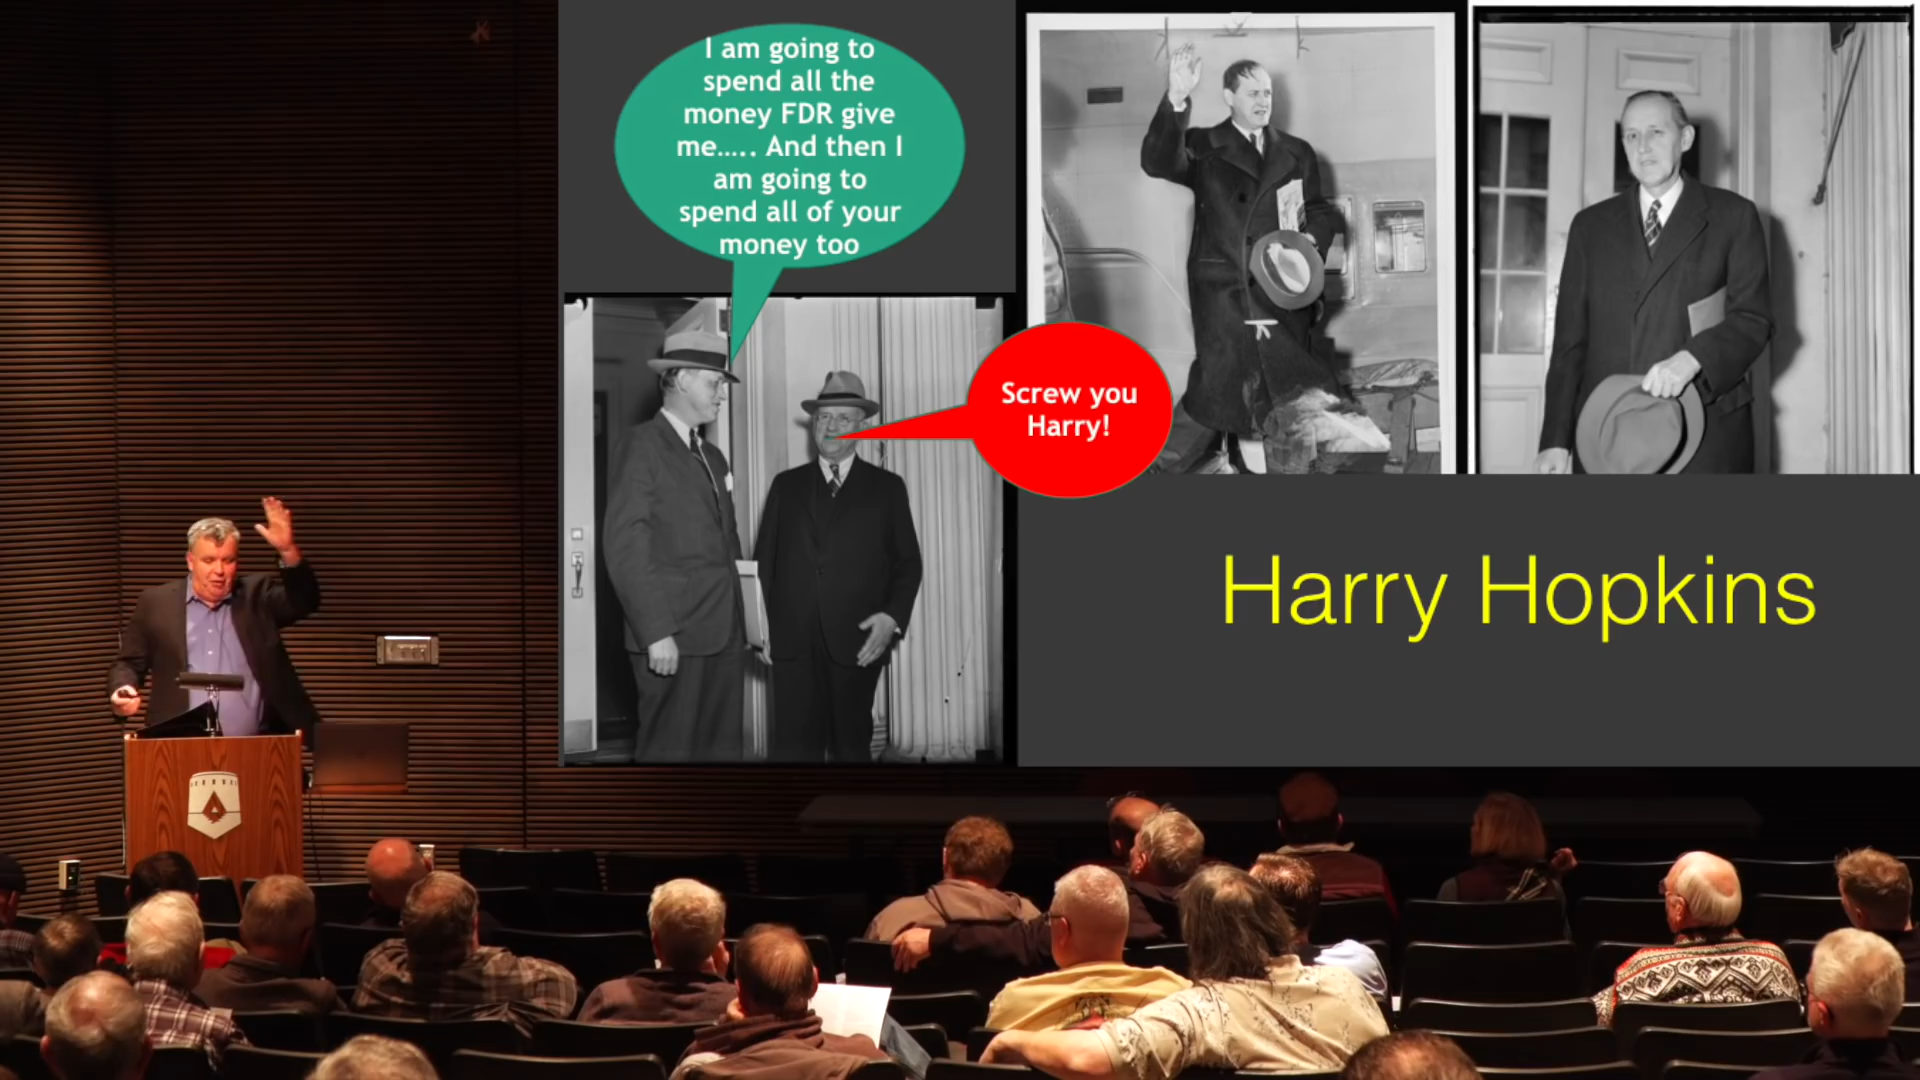 I am going to
spend all the
money FDR give
me..... And then I
am going to
spend all of your
money too
Screw you
Harry!
Harry Hopkins